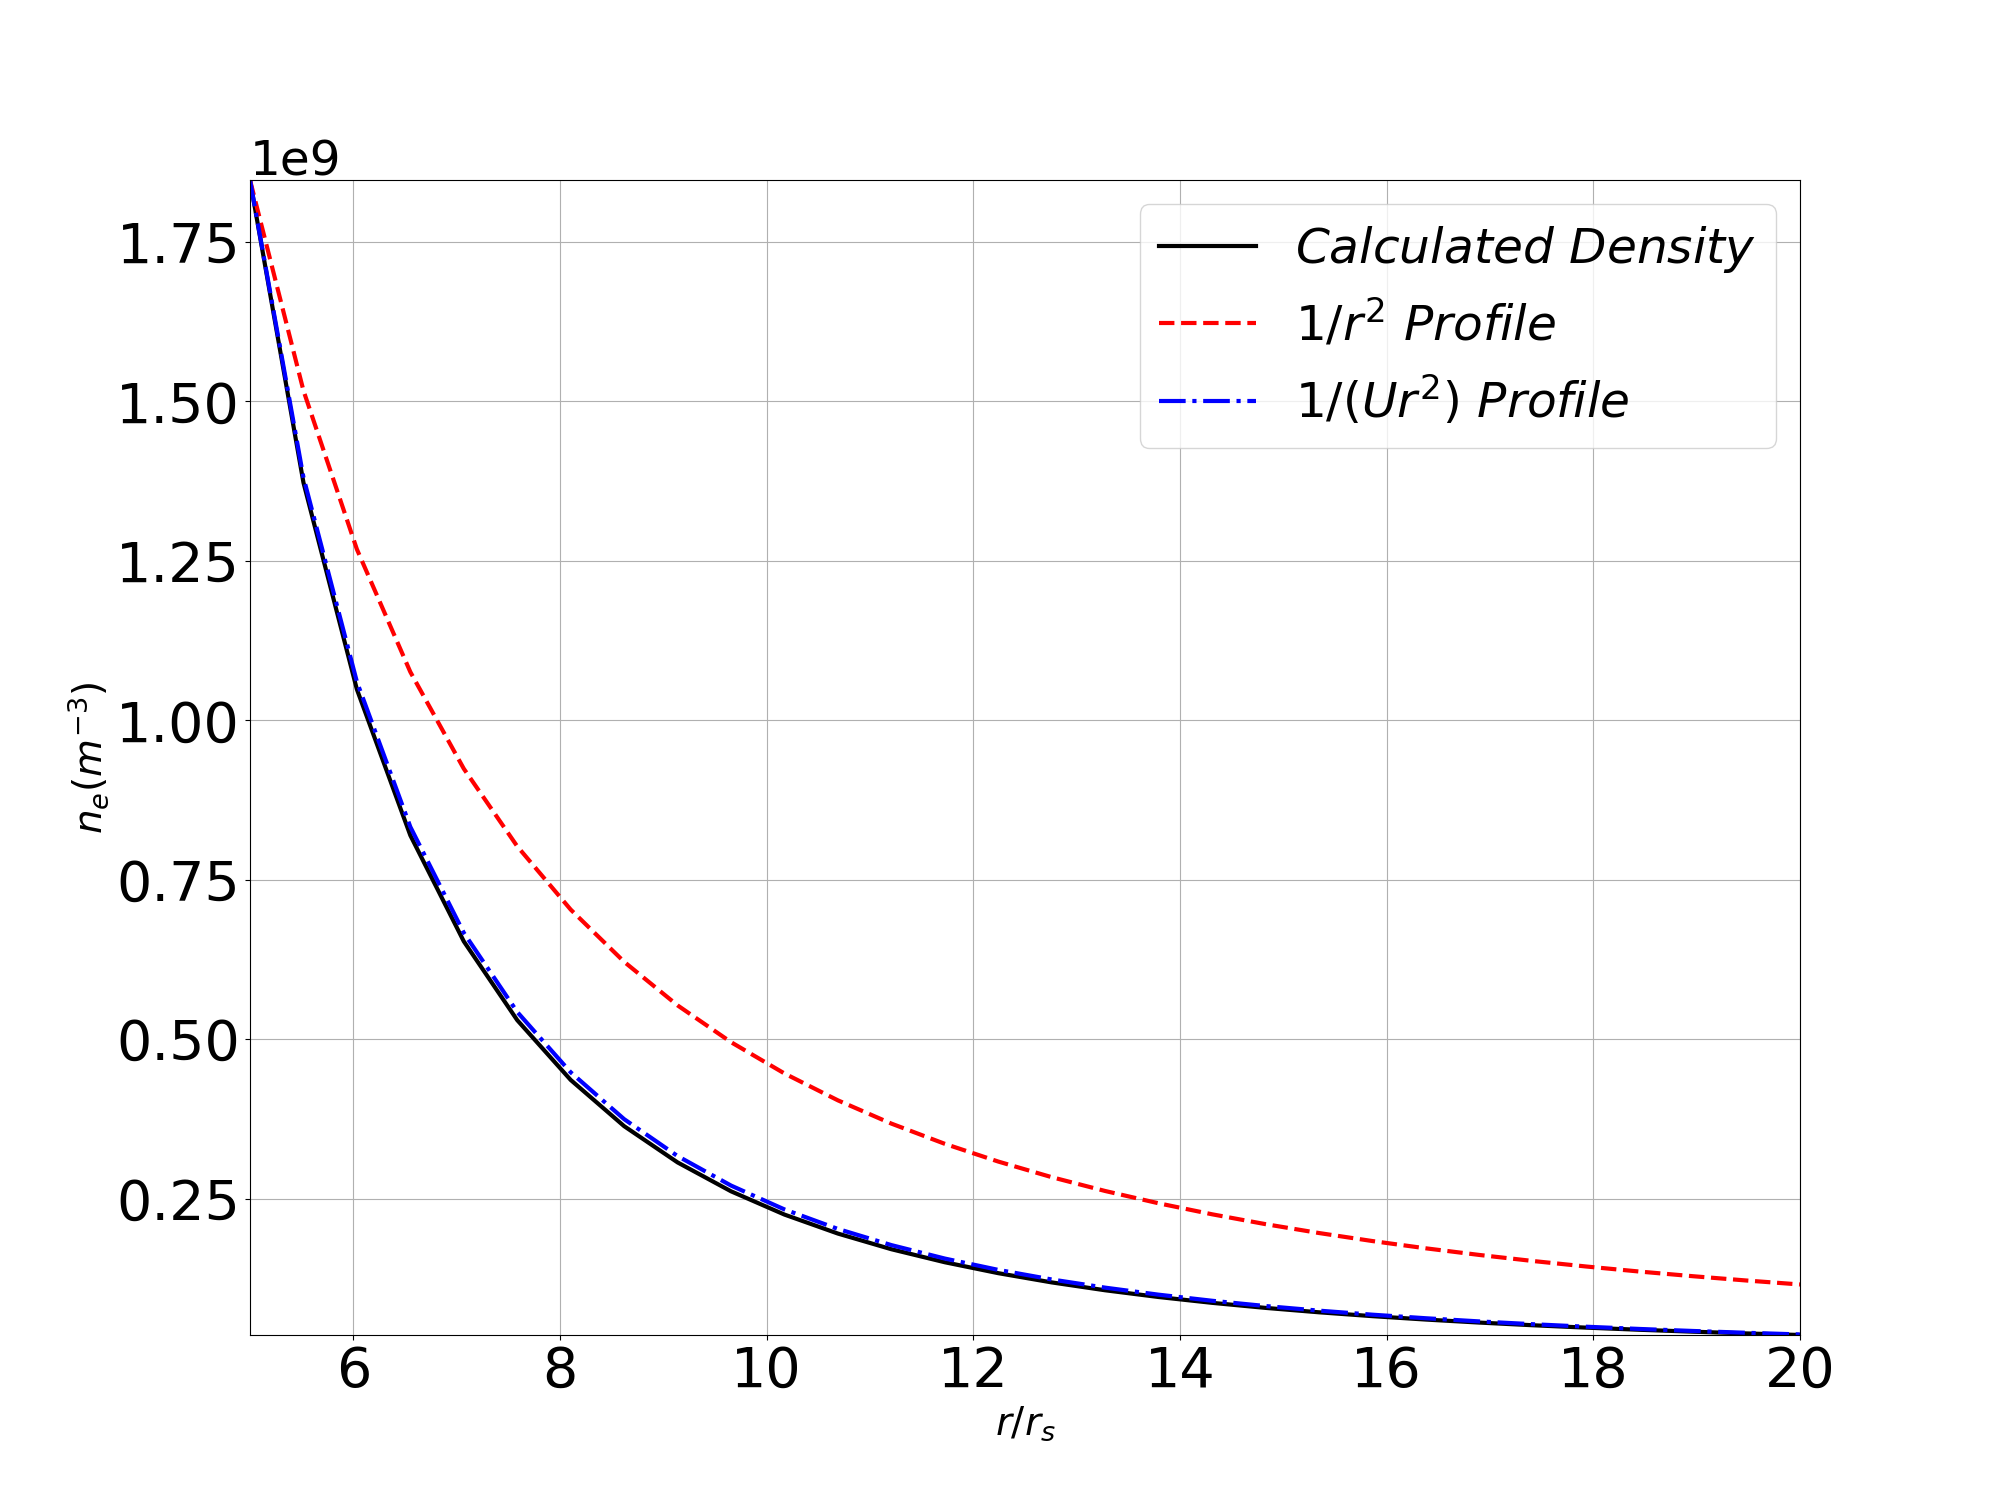 1e9
1.75
1.50
1.25
1.00
0.75
0.50
0.25
n_e(m^{-3})
Calculated Density
1/r^2 Profile
1/(Ur^2) Profile
6 8 10 12 14 16 18 20
r/r_s